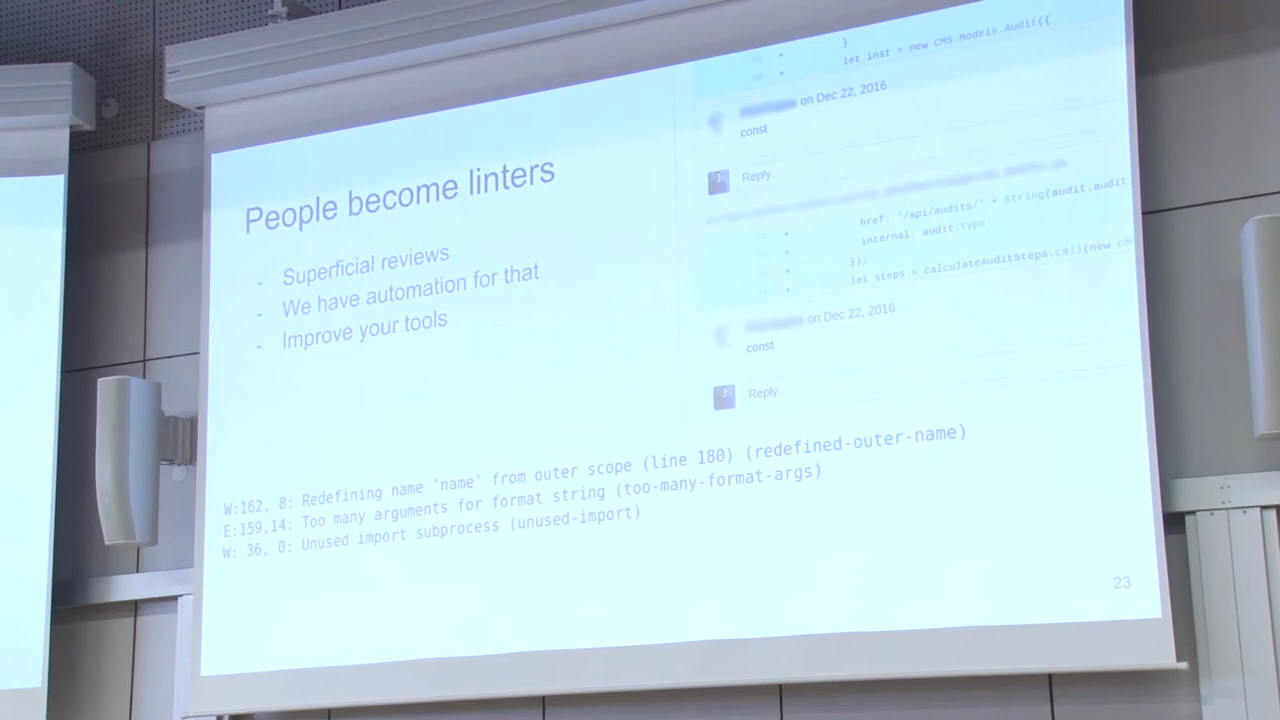 People become linters
- Superficial reviews
- We have automation for that
- Improve your tools
}
let inst = new CMS.Models.Audit({
on Dec 22, 2016
const
Reply...
href: '/api/audits/' + String(audit.audit_
internal: audit.type
});
let steps = calculateAuditSteps.call(new
on Dec 22, 2016
const
Reply...
W:162, 8: Redefining name 'name' from outer scope (line 180) (redefined-outer-name)
E:159,14: Too many arguments for format string (too-many-format-args)
W: 36, 0: Unused import subprocess (unused-import)
23